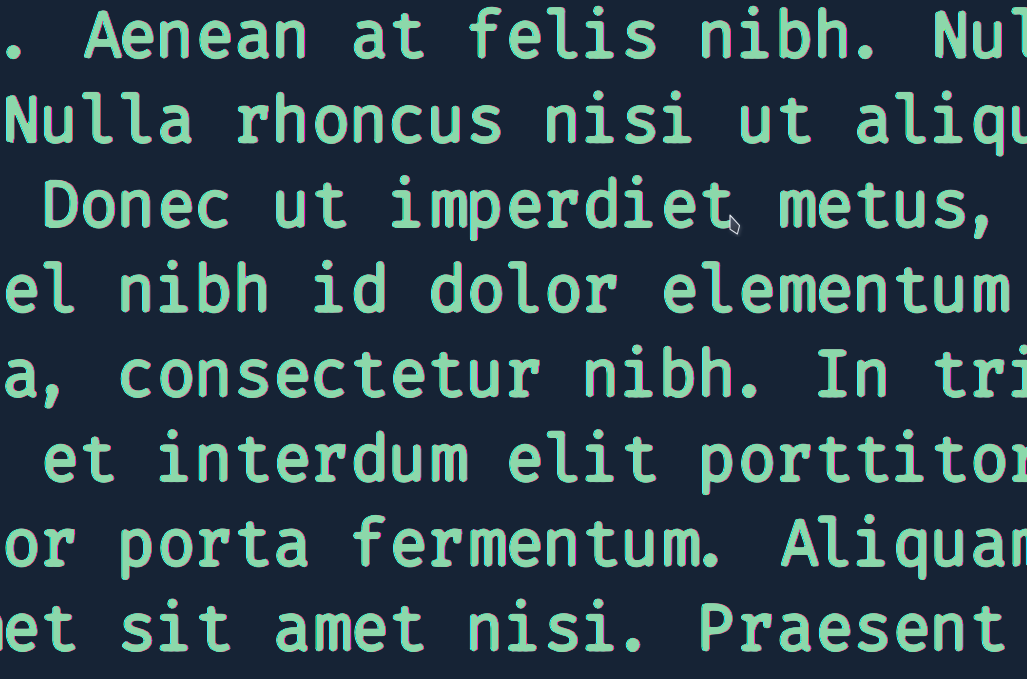 . Aenean at felis nibh. Nul
Nulla rhoncus nisi ut aliqu
Donec ut imperdiet metus,
el nibh id dolor elementum
a, consectetur nibh. In tri
et interdum elit porttitor
or porta fermentum. Aliquam
et sit amet nisi. Praesent